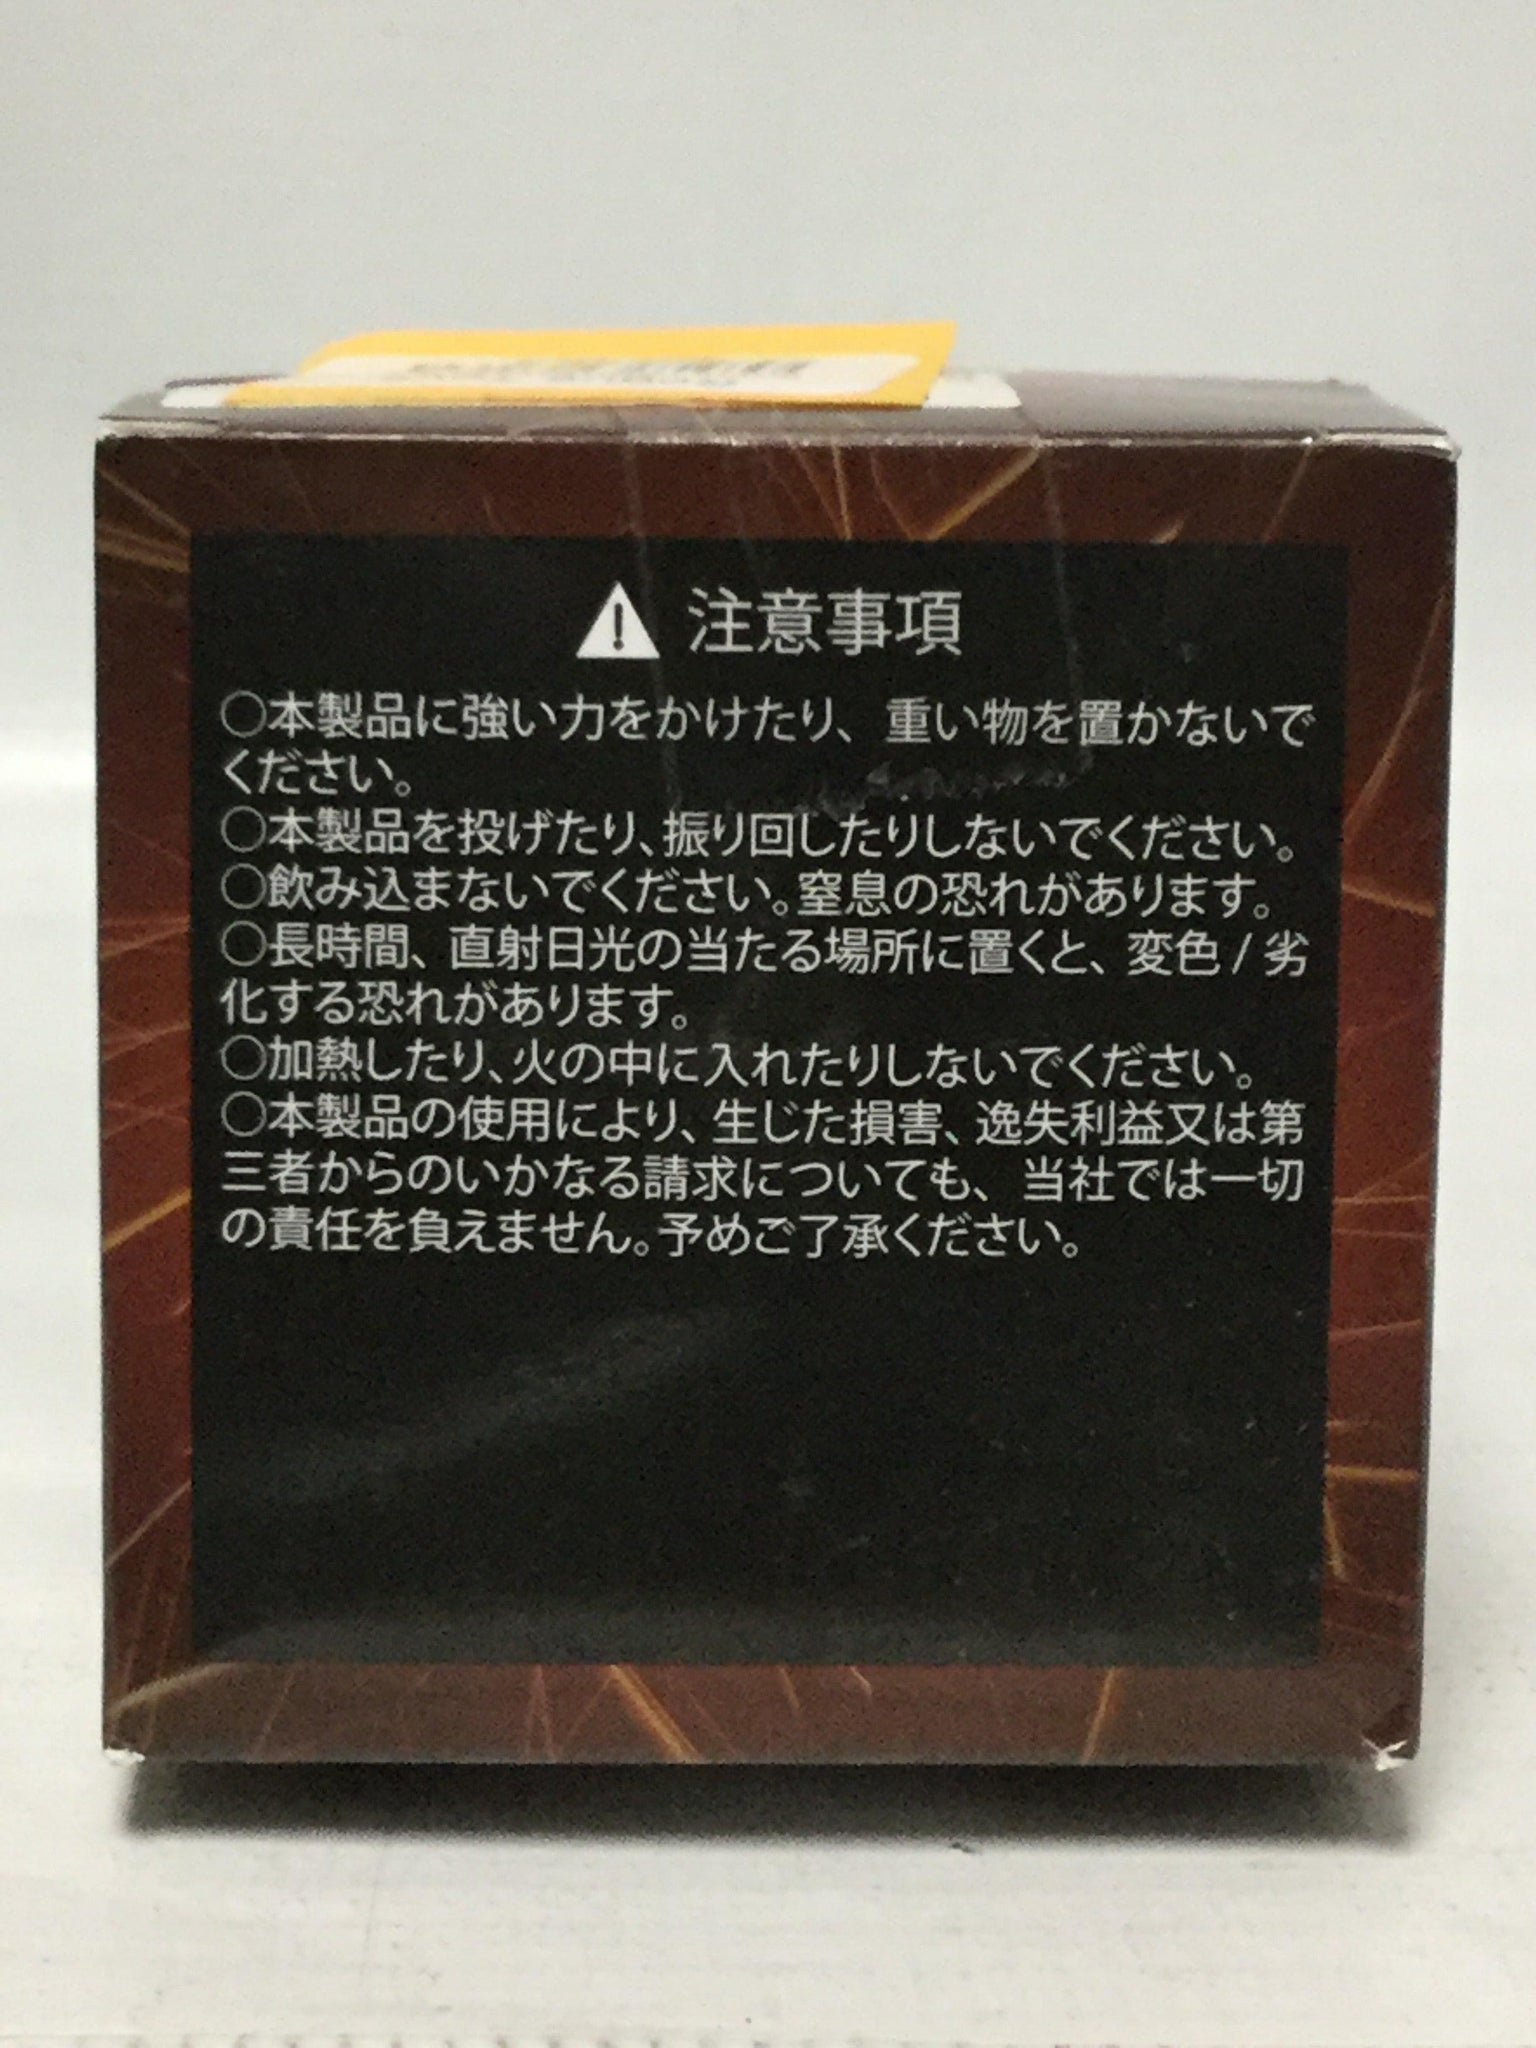 注意事項
○本製品に強い力をかけたり、重い物を置かないで
ください。
○本製品を投げたり、振り回したりしないでください。
○飲み込まないでください。窒息の恐れがあります。
○長時間、直射日光の当たる場所に置くと、変色/劣
化する恐れがあります。
○加熱したり、火の中に入れたりしないでください。
○本製品の使用により、生じた損害、逸失利益又は第
三者からのいかなる請求についても、当社では一切
の責任を負えません。予めご了承ください。